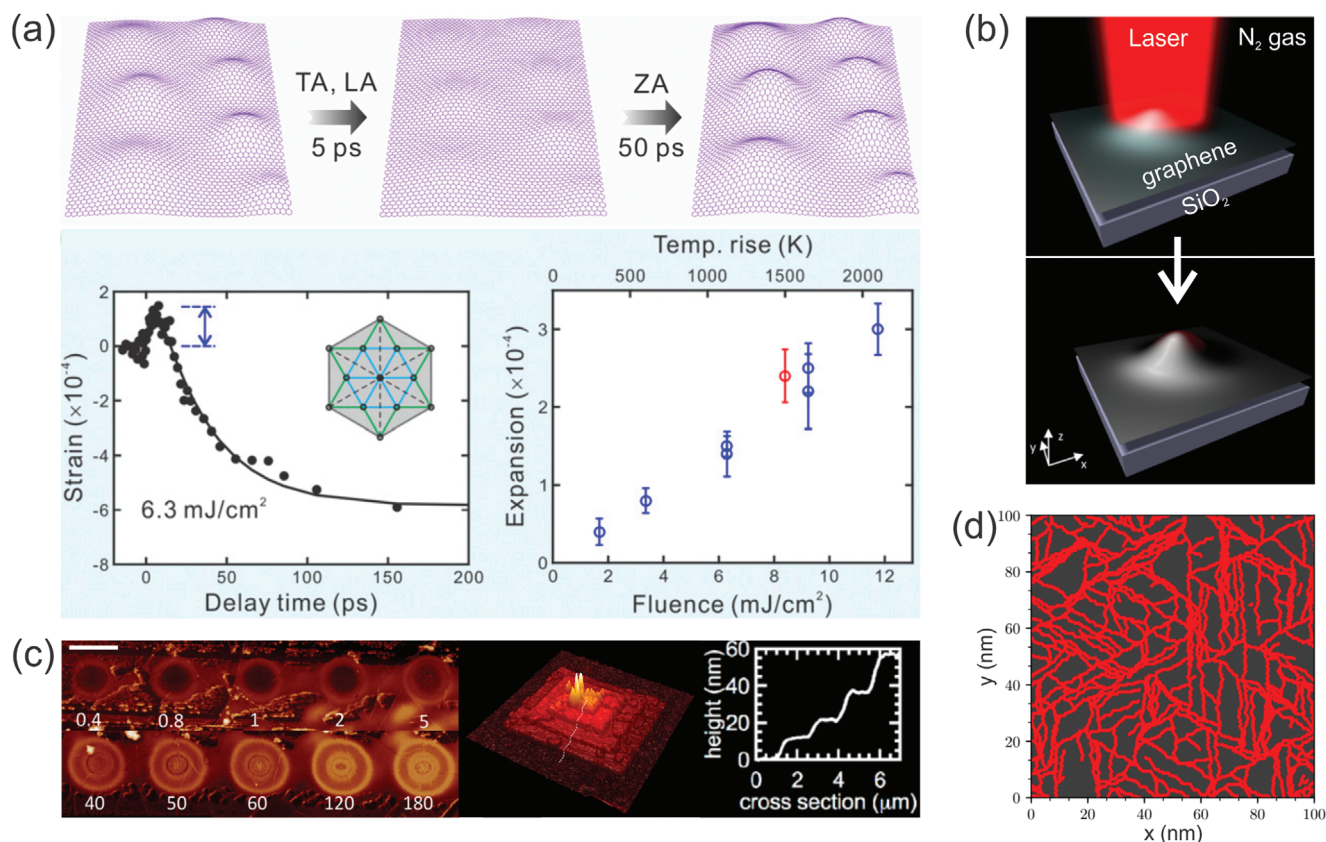 (a)
TA, LA
5 ps
ZA
50 ps
2
0
-2
-4
-6
-8
Strain (×10⁻⁴)
6.3 mJ/cm²
0 50 100 150 200
Delay time (ps)
Temp. rise (K)
0 500 1000 1500 2000
3
2
1
0
Expansion (×10⁻⁴)
2 4 6 8 10 12
Fluence (mJ/cm²)
(b)
Laser
N₂ gas
graphene
SiO₂
z
y
x
(c)
0.4 0.8 1 2 5
40 50 60 120 180
60
40
20
0
height (nm)
0 2 4 6
cross section (μm)
(d)
100
80
60
40
20
0
y (nm)
0 20 40 60 80 100
x (nm)